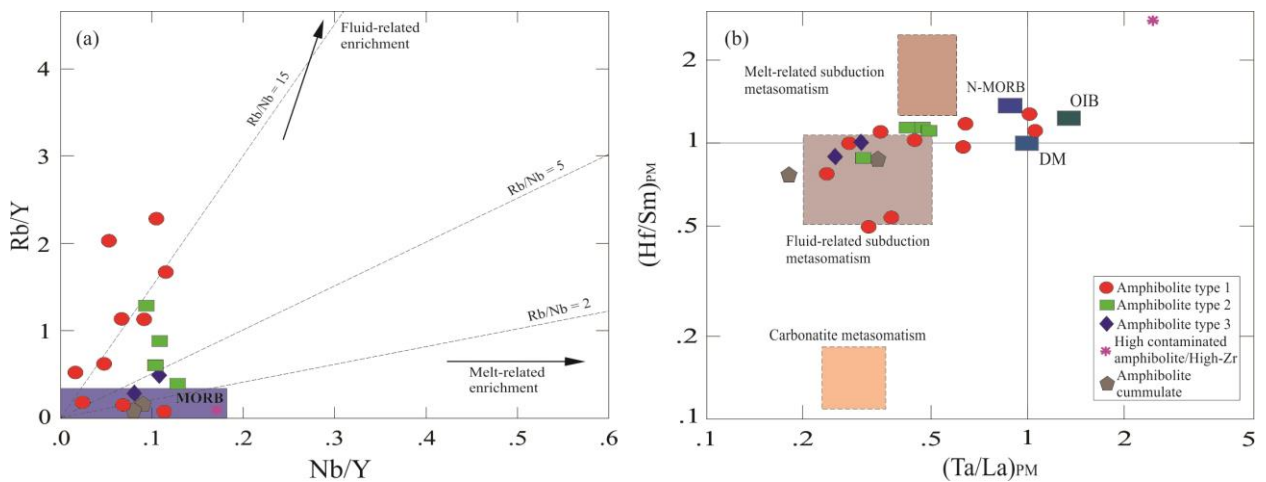 (a)
Fluid-related
enrichment
Rb/Nb = 15
Rb/Nb = 5
Rb/Nb = 2
Melt-related
enrichment
MORB
4
3
2
1
0
.0
.1
.2
.3
.4
.5
.6
Rb/Y
Nb/Y
(b)
Melt-related subduction
metasomatism
N-MORB
OIB
DM
Fluid-related subduction
metasomatism
Carbonatite metasomatism
Amphibolite type 1
Amphibolite type 2
Amphibolite type 3
High contaminated
amphibolite/High-Zr
Amphibolite
cummulate
2
1
.5
.2
.1
.1
.2
.5
1
2
5
(Hf/Sm)PM
(Ta/La)PM